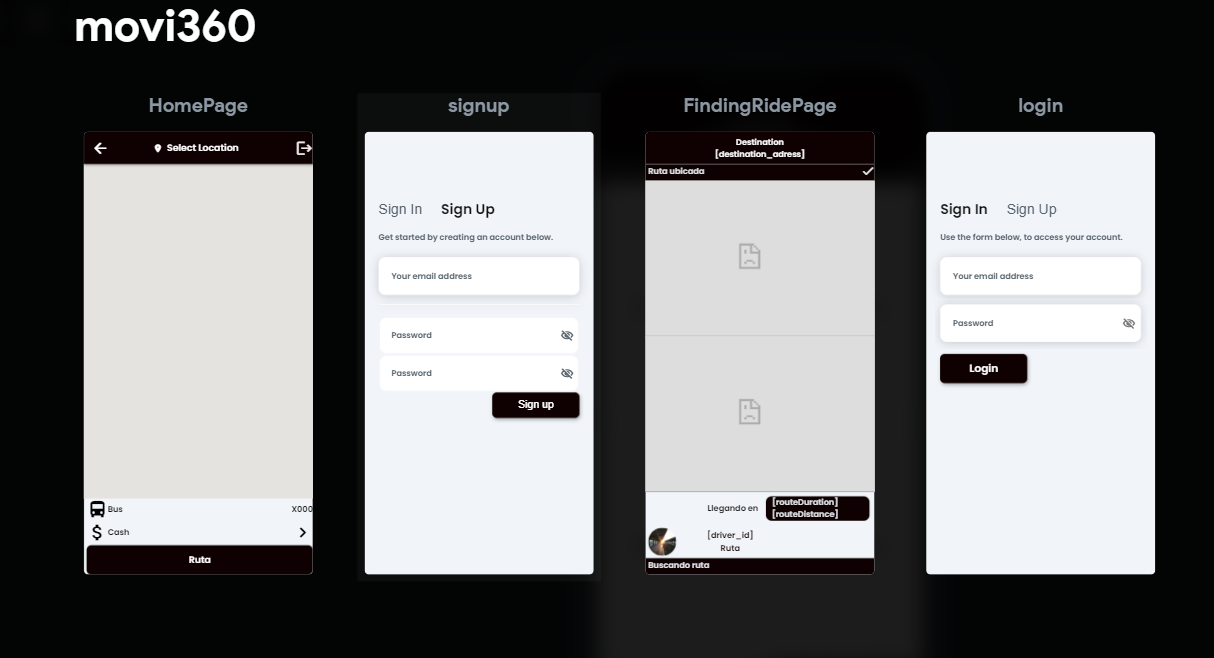 movi360
HomePage
Select Location
Bus
X000
Cash
Ruta
signup
Sign In Sign Up
Get started by creating an account below.
Your email address
Password
Password
Sign up
FindingRidePage
Destination
[destination_adress]
Ruta ubicada
Llegando en
[routeDuration]
[routeDistance]
[driver_id]
Ruta
Buscando ruta
login
Sign In Sign Up
Use the form below, to access your account.
Your email address
Password
Login